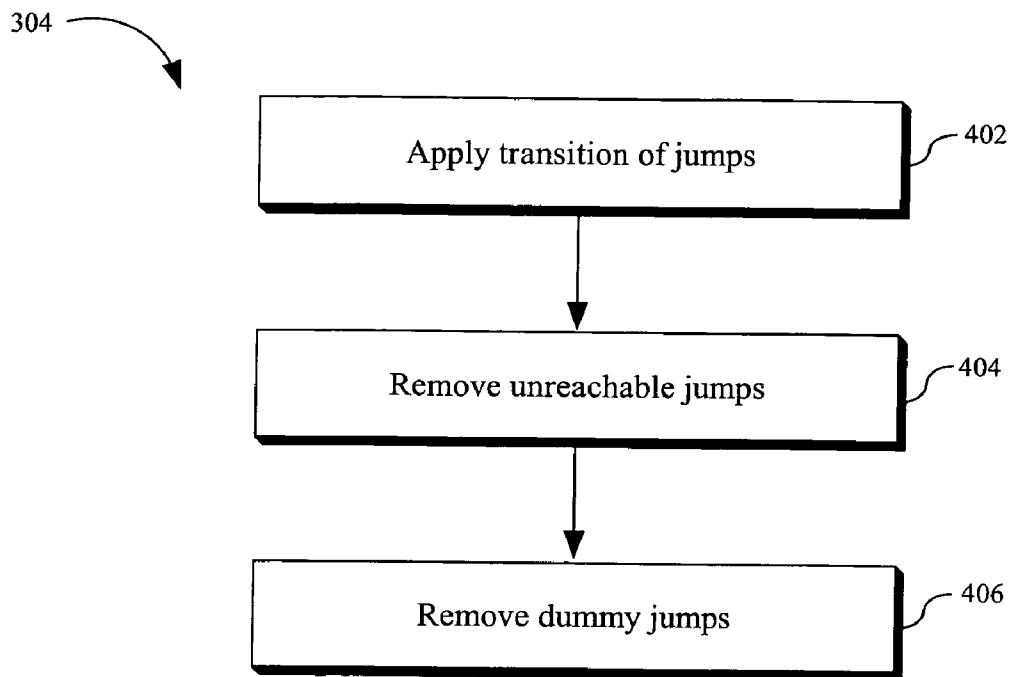 304
Apply transition of jumps
402
Remove unreachable jumps
404
Remove dummy jumps
406